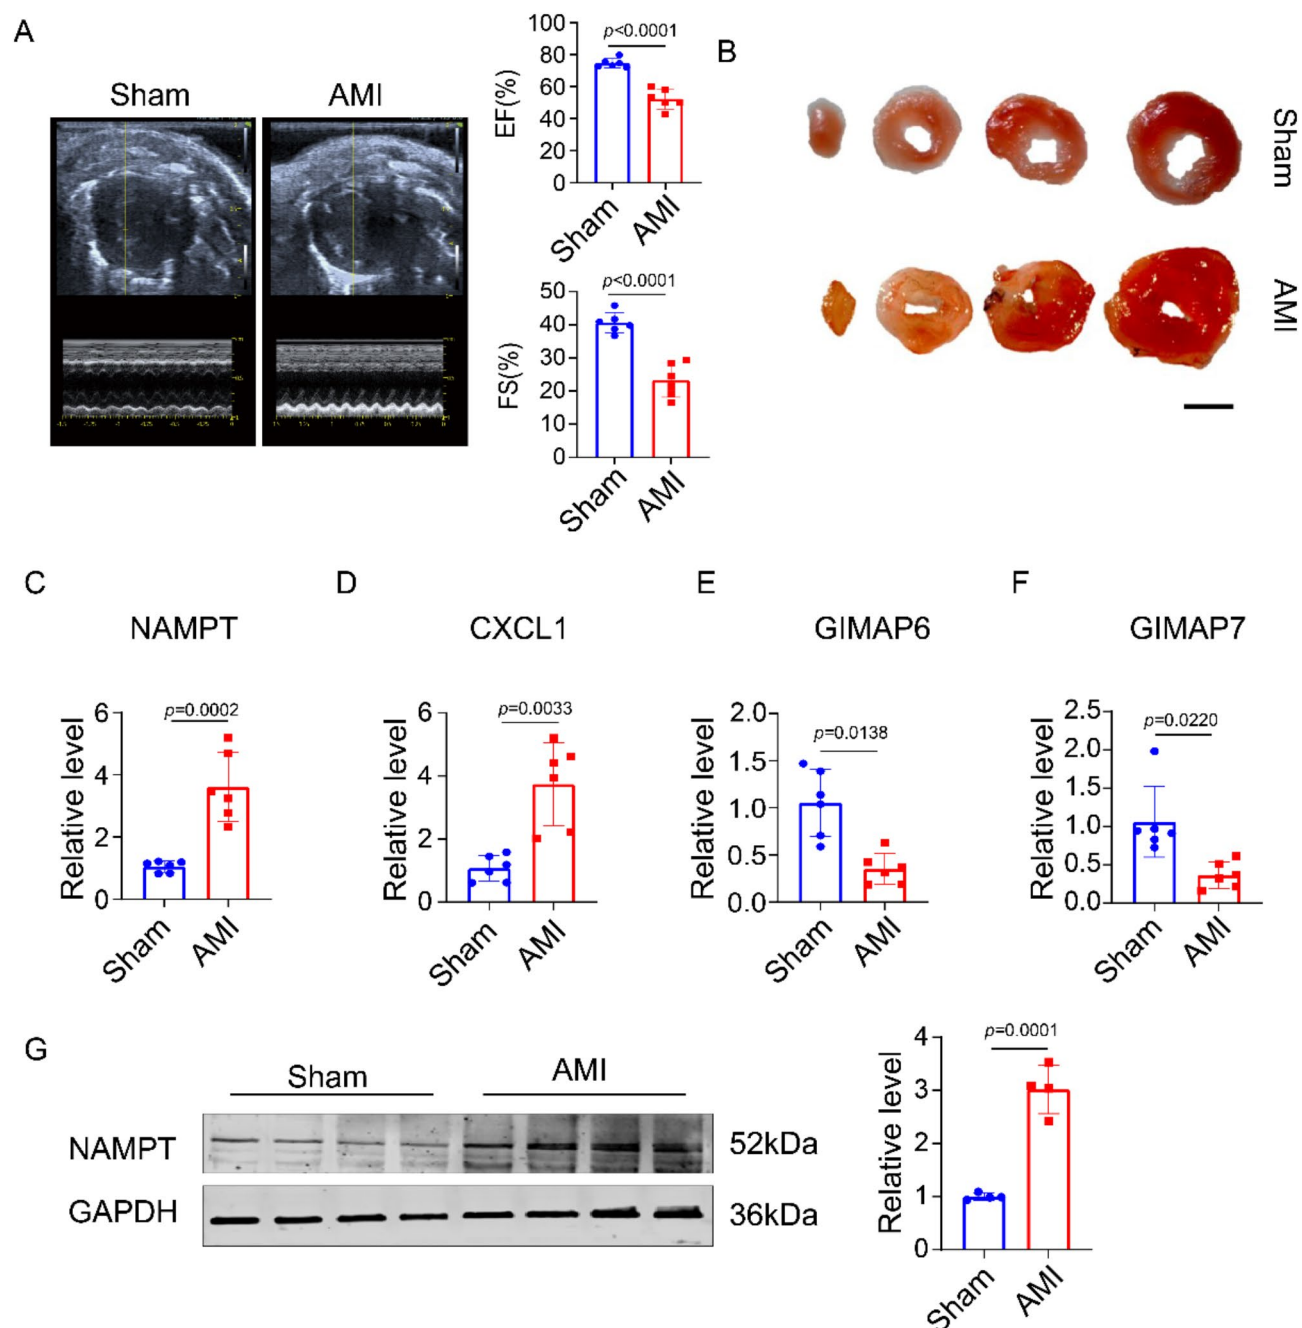 A
Sham
AMI
EF(%)
100
80
60
40
20
0
p<0.0001
Sham
AMI
FS(%)
50
40
30
20
10
0
p<0.0001
Sham
AMI
B
Sham
AMI
C
NAMPT
Relative level
6
4
2
0
p=0.0002
Sham
AMI
D
CXCL1
Relative level
6
4
2
0
p=0.0033
Sham
AMI
E
GIMAP6
Relative level
2.0
1.5
1.0
0.5
0.0
p=0.0138
Sham
AMI
F
GIMAP7
Relative level
2.5
2.0
1.5
1.0
0.5
0.0
p=0.0220
Sham
AMI
G
Sham
AMI
NAMPT
52kDa
GAPDH
36kDa
Relative level
4
3
2
1
0
p=0.0001
Sham
AMI